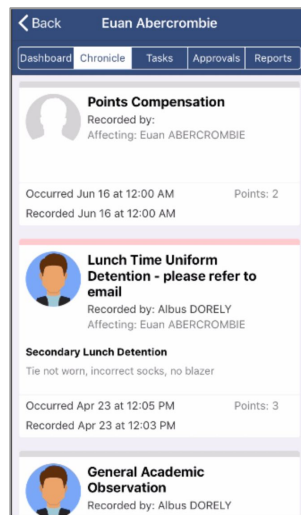 Back Euan Abercrombie
Dashboard Chronicle Tasks Approvals Reports
Points Compensation
Recorded by:
Affecting: Euan ABERCROMBIE
Occurred Jun 16 at 12:00 AM Points: 2
Recorded Jun 16 at 12:00 AM
Lunch Time Uniform
Detention - please refer to
email
Recorded by: Albus DORELY
Affecting: Euan ABERCROMBIE
Secondary Lunch Detention
Tie not worn, incorrect socks, no blazer
Occurred Apr 23 at 12:05 PM Points: 3
Recorded Apr 23 at 12:03 PM
General Academic
Observation
Recorded by: Albus DORELY